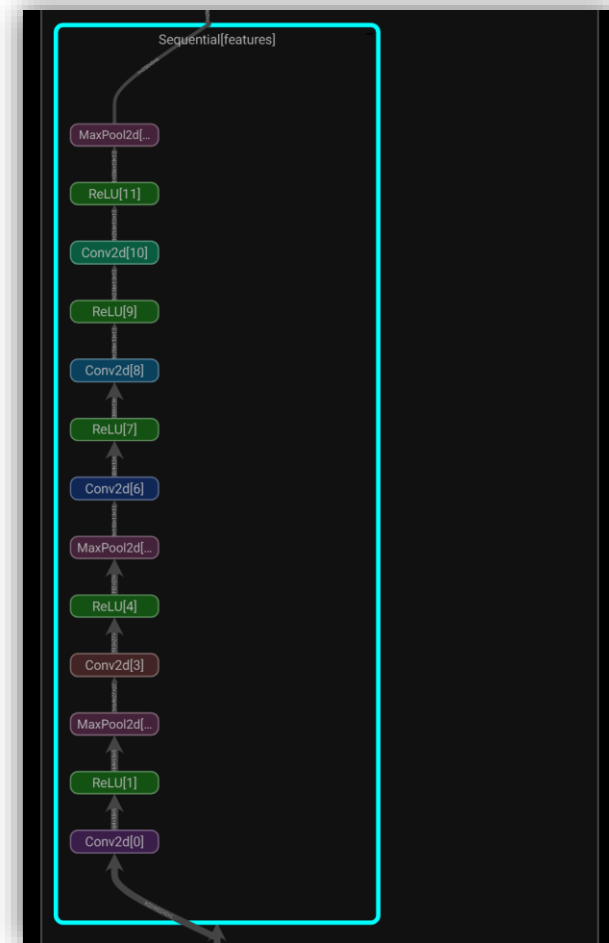 Sequential[features]
MaxPool2d[...
ReLU[11]
Conv2d[10]
ReLU[9]
Conv2d[8]
ReLU[7]
Conv2d[6]
MaxPool2d[...
ReLU[4]
Conv2d[3]
MaxPool2d[...
ReLU[1]
Conv2d[0]